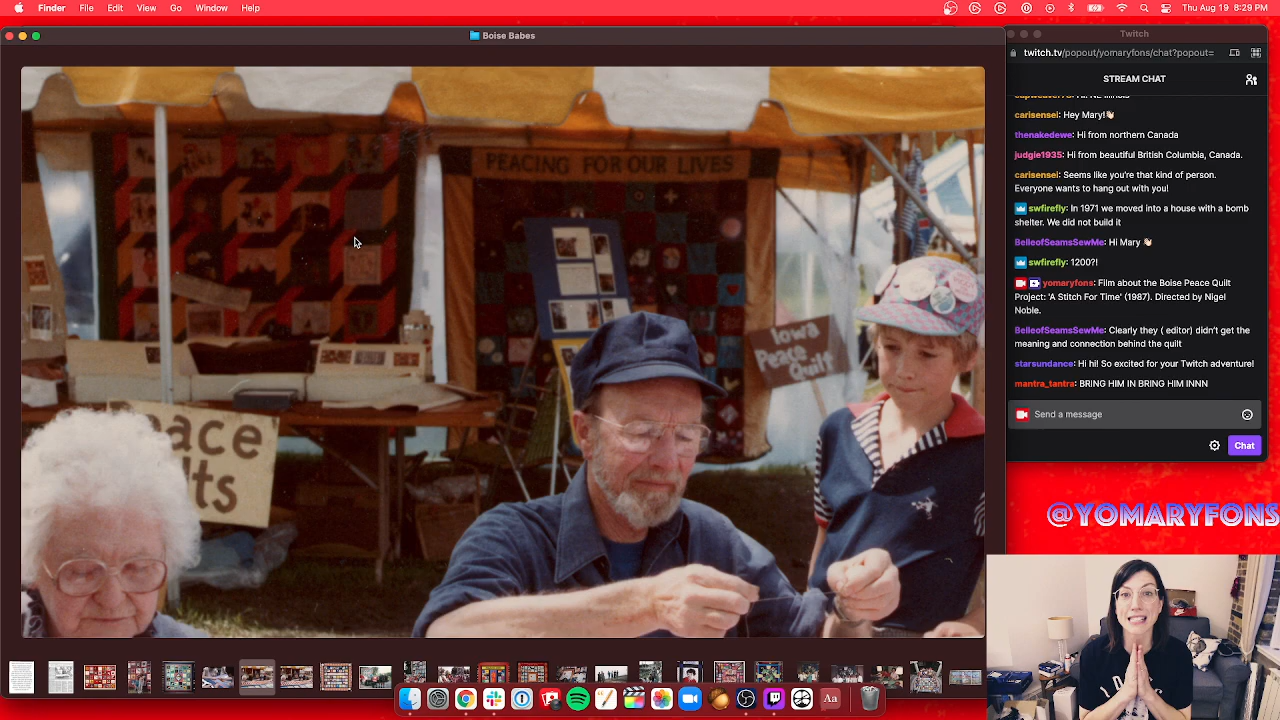 Finder File Edit View Go Window Help
Thu Aug 19 8:29 PM
Boise Babes
PEACING FOR OUR LIVES
Iowa
Peace
Quilt
Peace
lts
Twitch
twitch.tv/popout/yomaryfons/chat?popout=
STREAM CHAT
carisensel: Hey Mary!👋🏻
thenakedewe: Hi from northern Canada
judgie1935: Hi from beautiful British Columbia, Canada.
carisensel: Seems like you're that kind of person.
Everyone wants to hang out with you!
swfirefly: In 1971 we moved into a house with a bomb
shelter. We did not build it
BelleofSeamsSewMe: Hi Mary 👋🏻
swfirefly: 1200?!
yomaryfons: Film about the Boise Peace Quilt
Project: 'A Stitch For Time' (1987). Directed by Nigel
Noble.
BelleofSeamsSewMe: Clearly they ( editor) didn't get the
meaning and connection behind the quilt
starsundance: Hi hi! So excited for your Twitch adventure!
mantra_tantra: BRING HIM IN BRING HIM INNN
Send a message
Chat
@YOMARYFONS
Aa